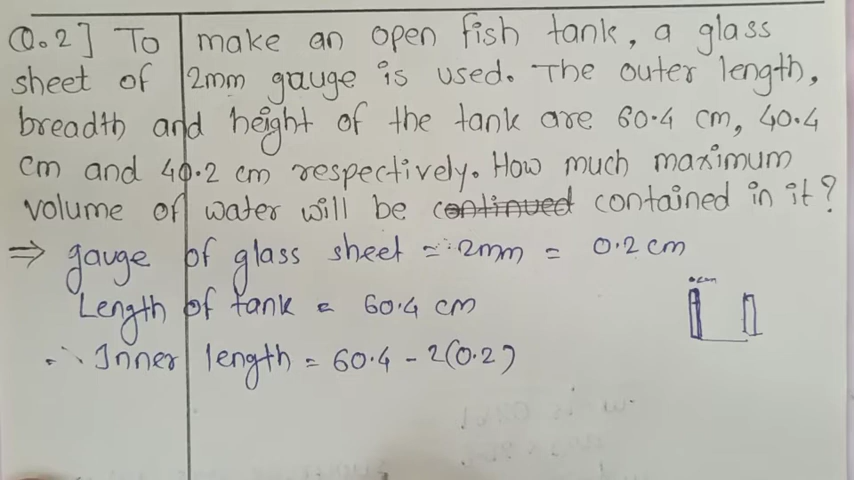 Q.2] To make an open fish tank, a glass
sheet of 2mm gauge is used. The outer length,
breadth and height of the tank are 60.4 cm, 40.4
cm and 40.2 cm respectively. How much maximum
volume of water will be continued contained in it?
⇒ gauge of glass sheet = 2mm = 0.2 cm
Length of tank = 60.4 cm
∴ Inner length = 60.4 - 2(0.2)